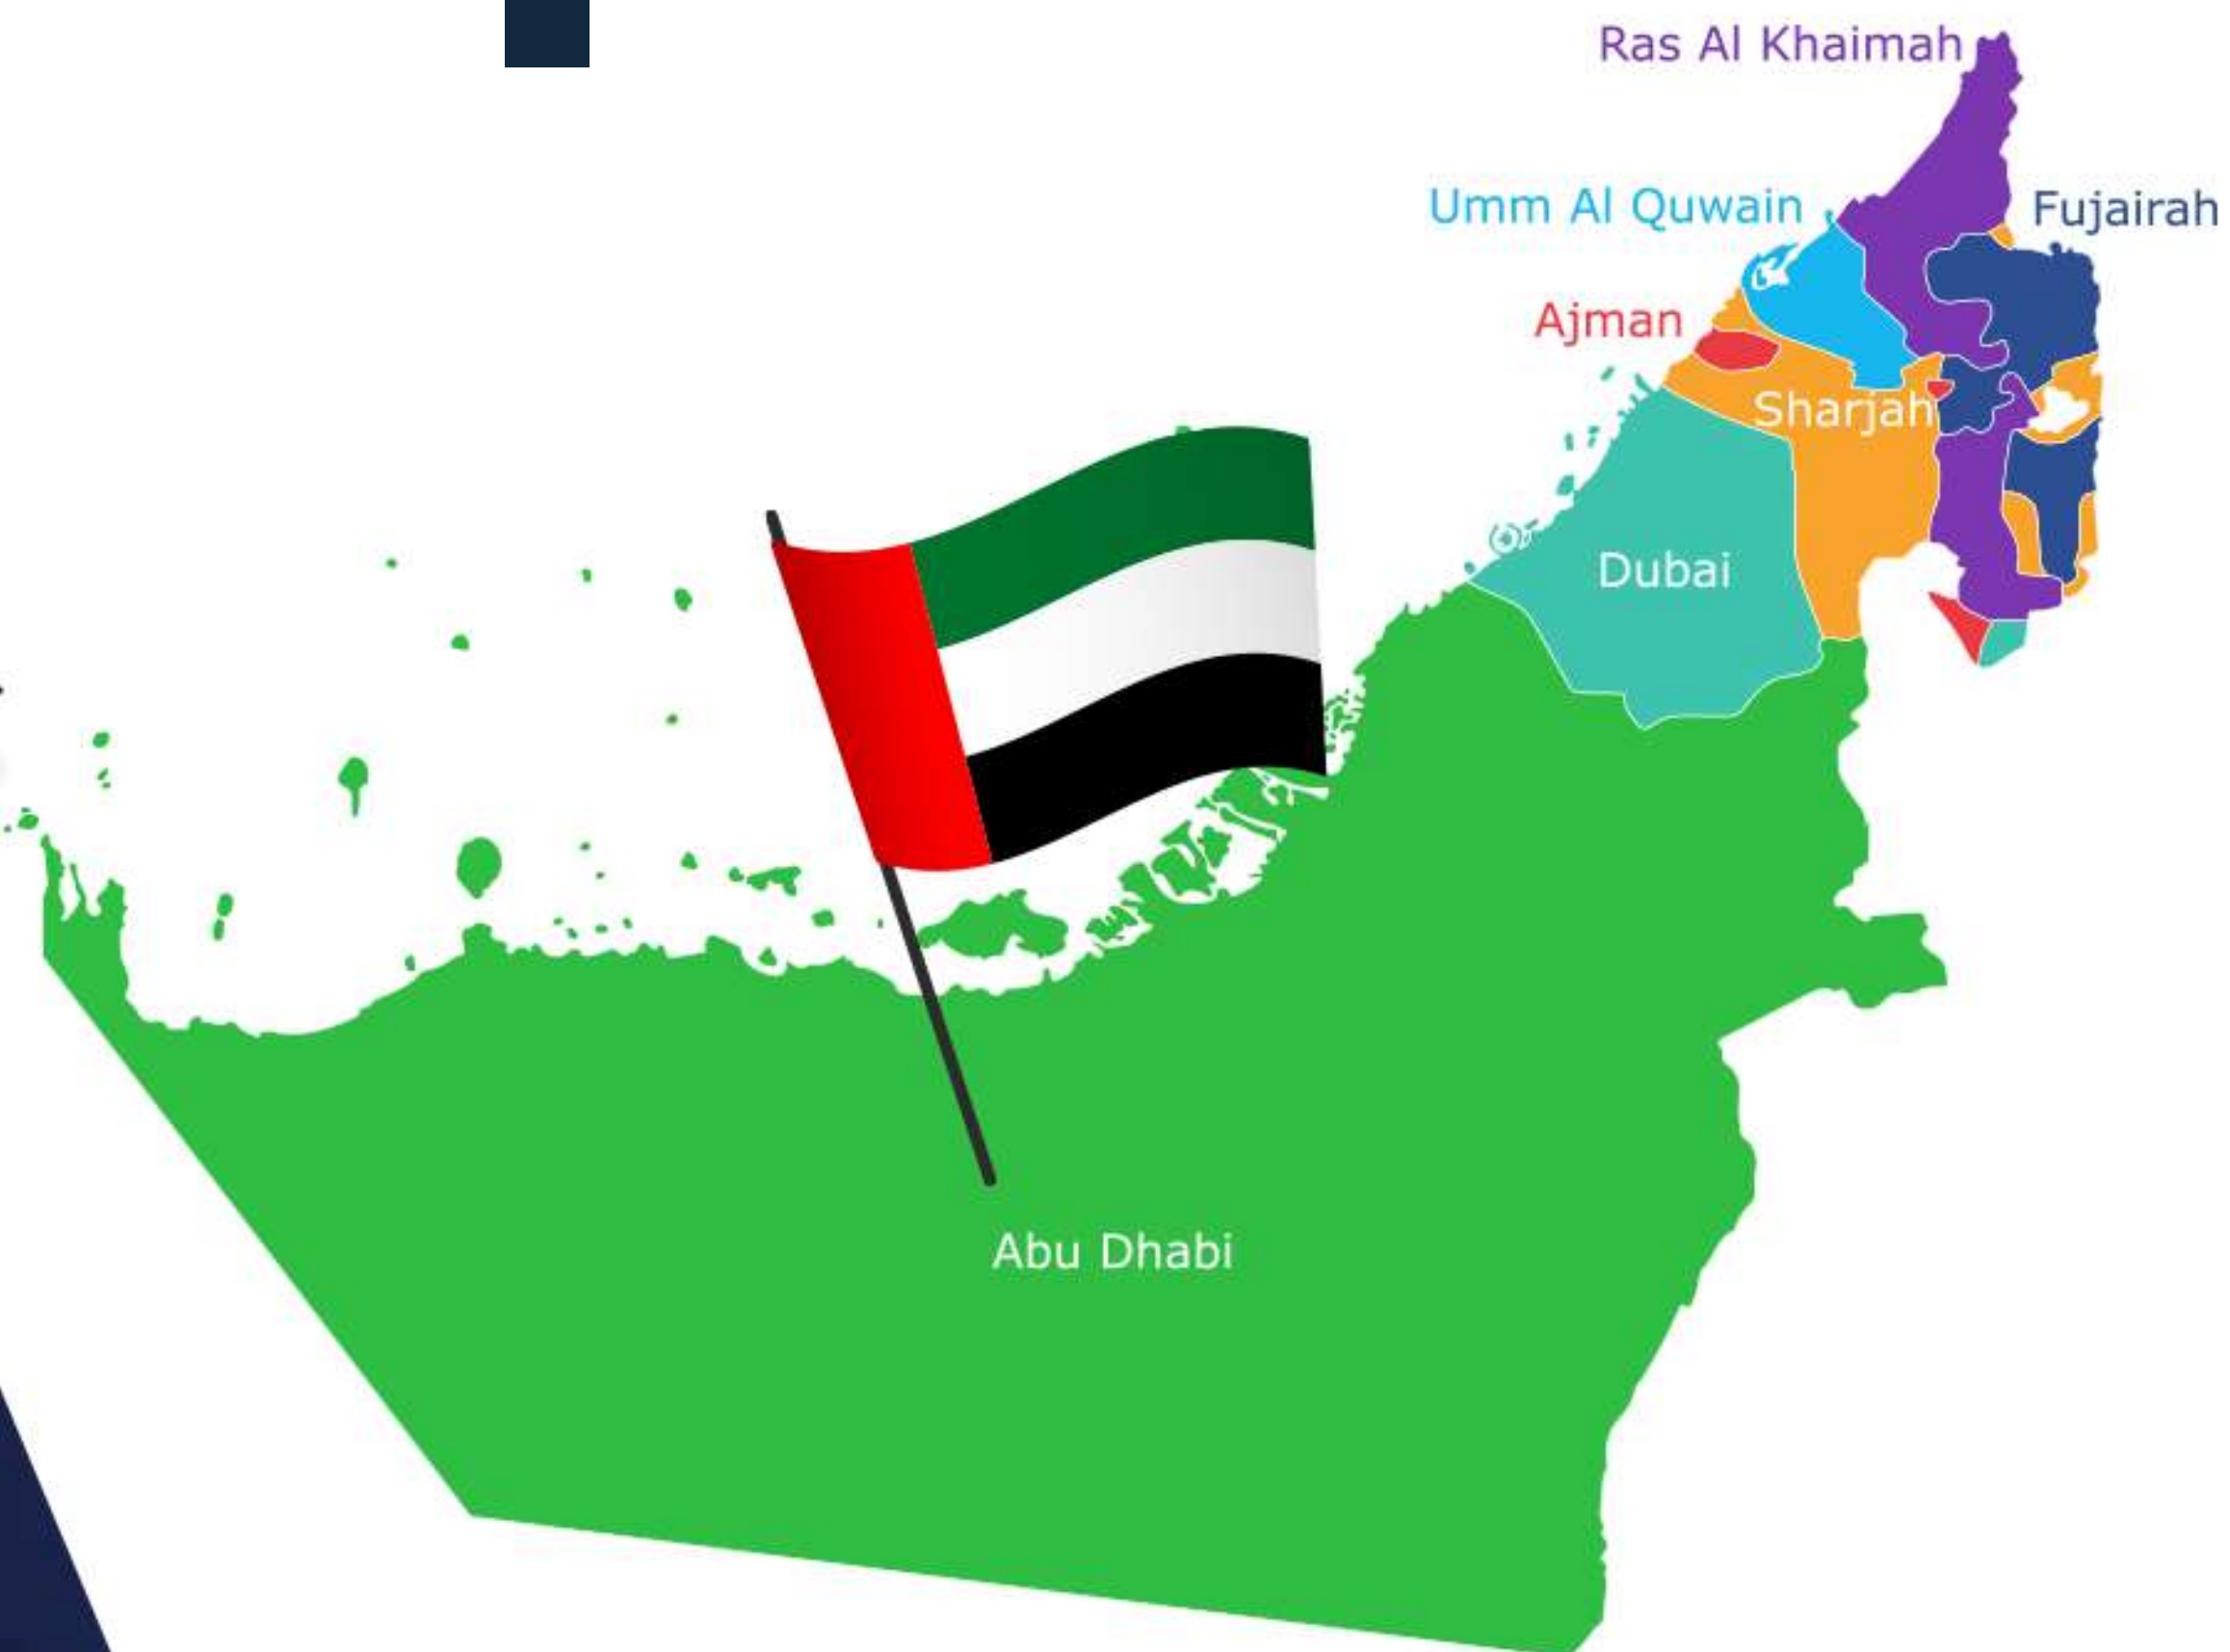 Ras Al Khaimah
Umm Al Quwain
Fujairah
Ajman
Sharjah
Dubai
Abu Dhabi